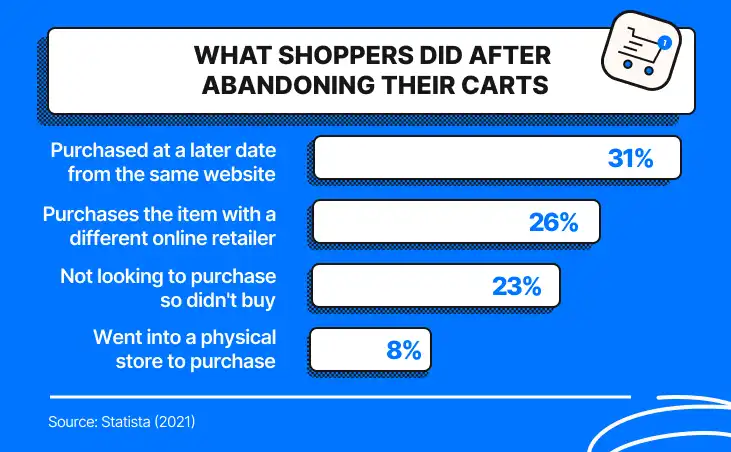 WHAT SHOPPERS DID AFTER
ABANDONING THEIR CARTS
1
Purchased at a later date
from the same website
31%
Purchases the item with a
different online retailer
26%
Not looking to purchase
so didn't buy
23%
Went into a physical
store to purchase
8%
Source: Statista (2021)